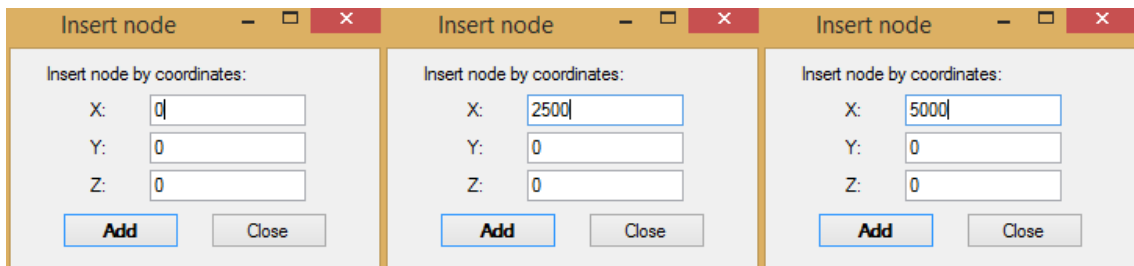 Insert node
Insert node by coordinates:
X: 0
Y: 0
Z: 0
Add Close
Insert node
Insert node by coordinates:
X: 2500
Y: 0
Z: 0
Add Close
Insert node
Insert node by coordinates:
X: 5000
Y: 0
Z: 0
Add Close